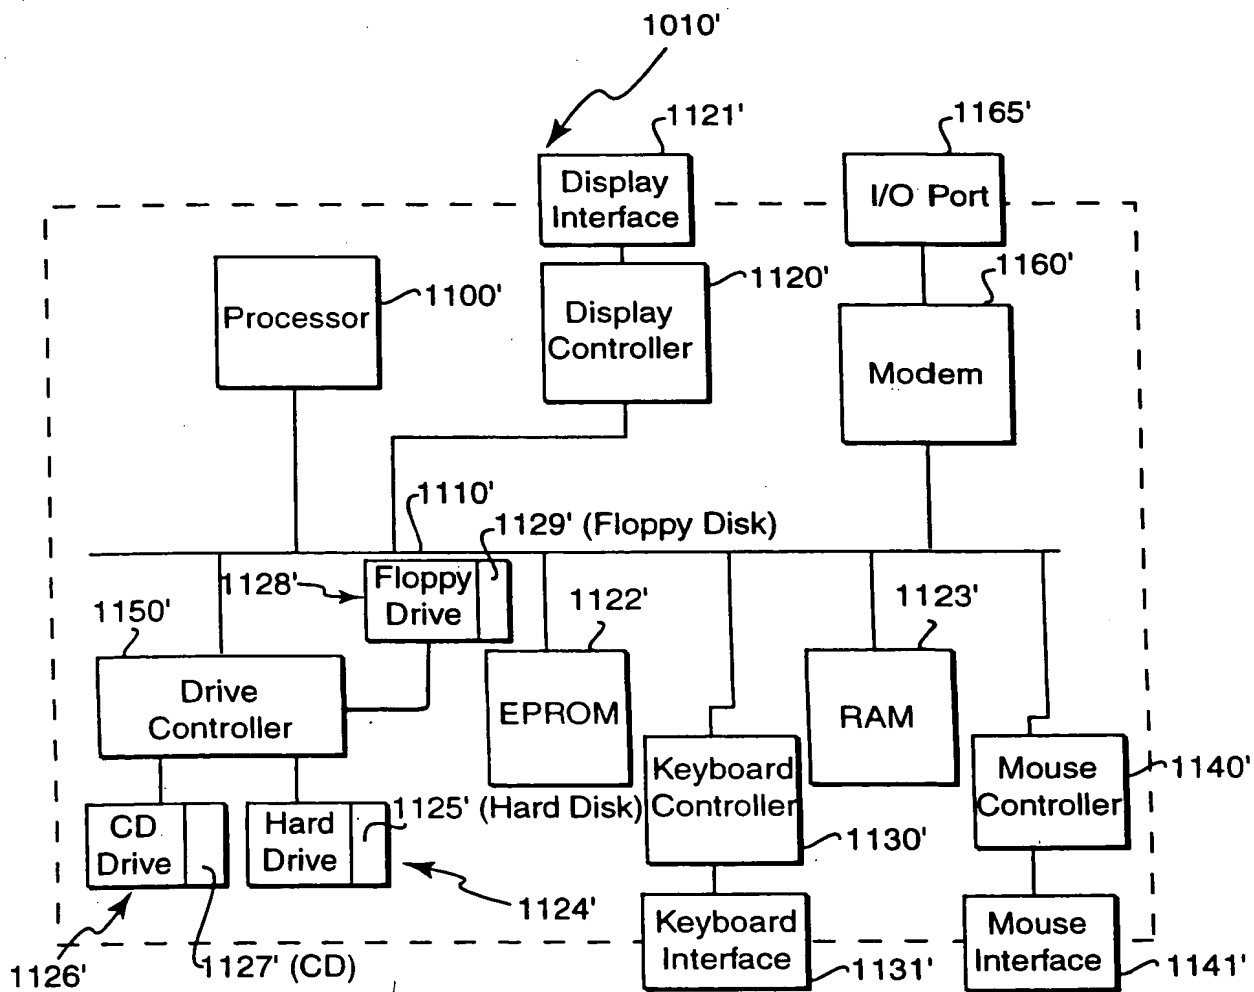 1010'
1121'
1165'
Display
Interface
I/O Port
1120'
1160'
Processor
1100'
Display
Controller
Modem
1110'
1129' (Floppy Disk)
1128'
Floppy
Drive
1122'
1123'
1150'
Drive
Controller
EPROM
RAM
Keyboard
Controller
Mouse
Controller
1140'
CD
Drive
Hard
Drive
1125' (Hard Disk)
1130'
1124'
Keyboard
Interface
Mouse
Interface
1126'
1127' (CD)
1131'
1141'